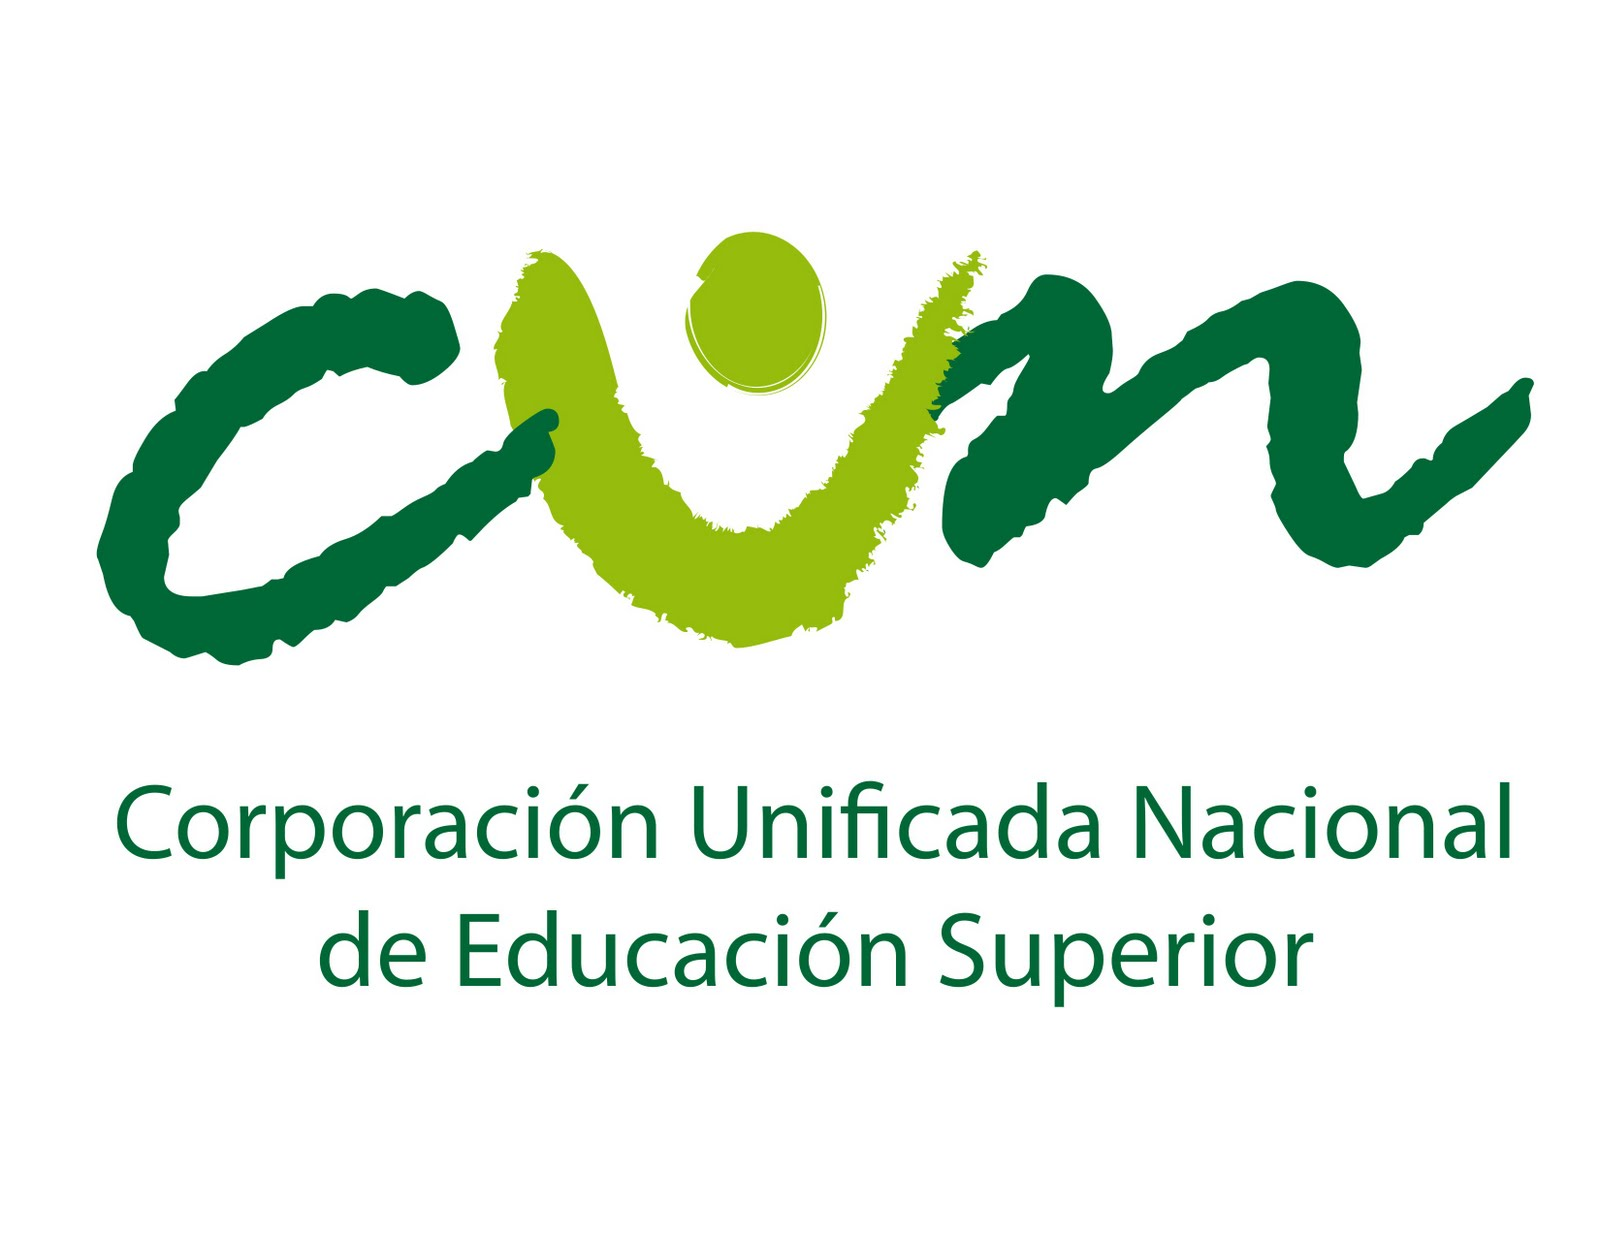 cun
Corporación Unificada Nacional
de Educación Superior